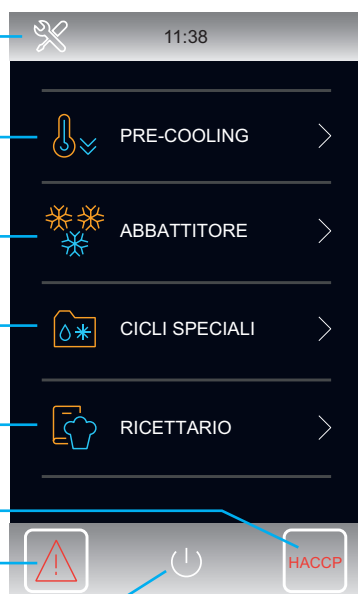 11:38
PRE-COOLING
ABBATTITORE
CICLI SPECIALI
RICETTARIO
HACCP